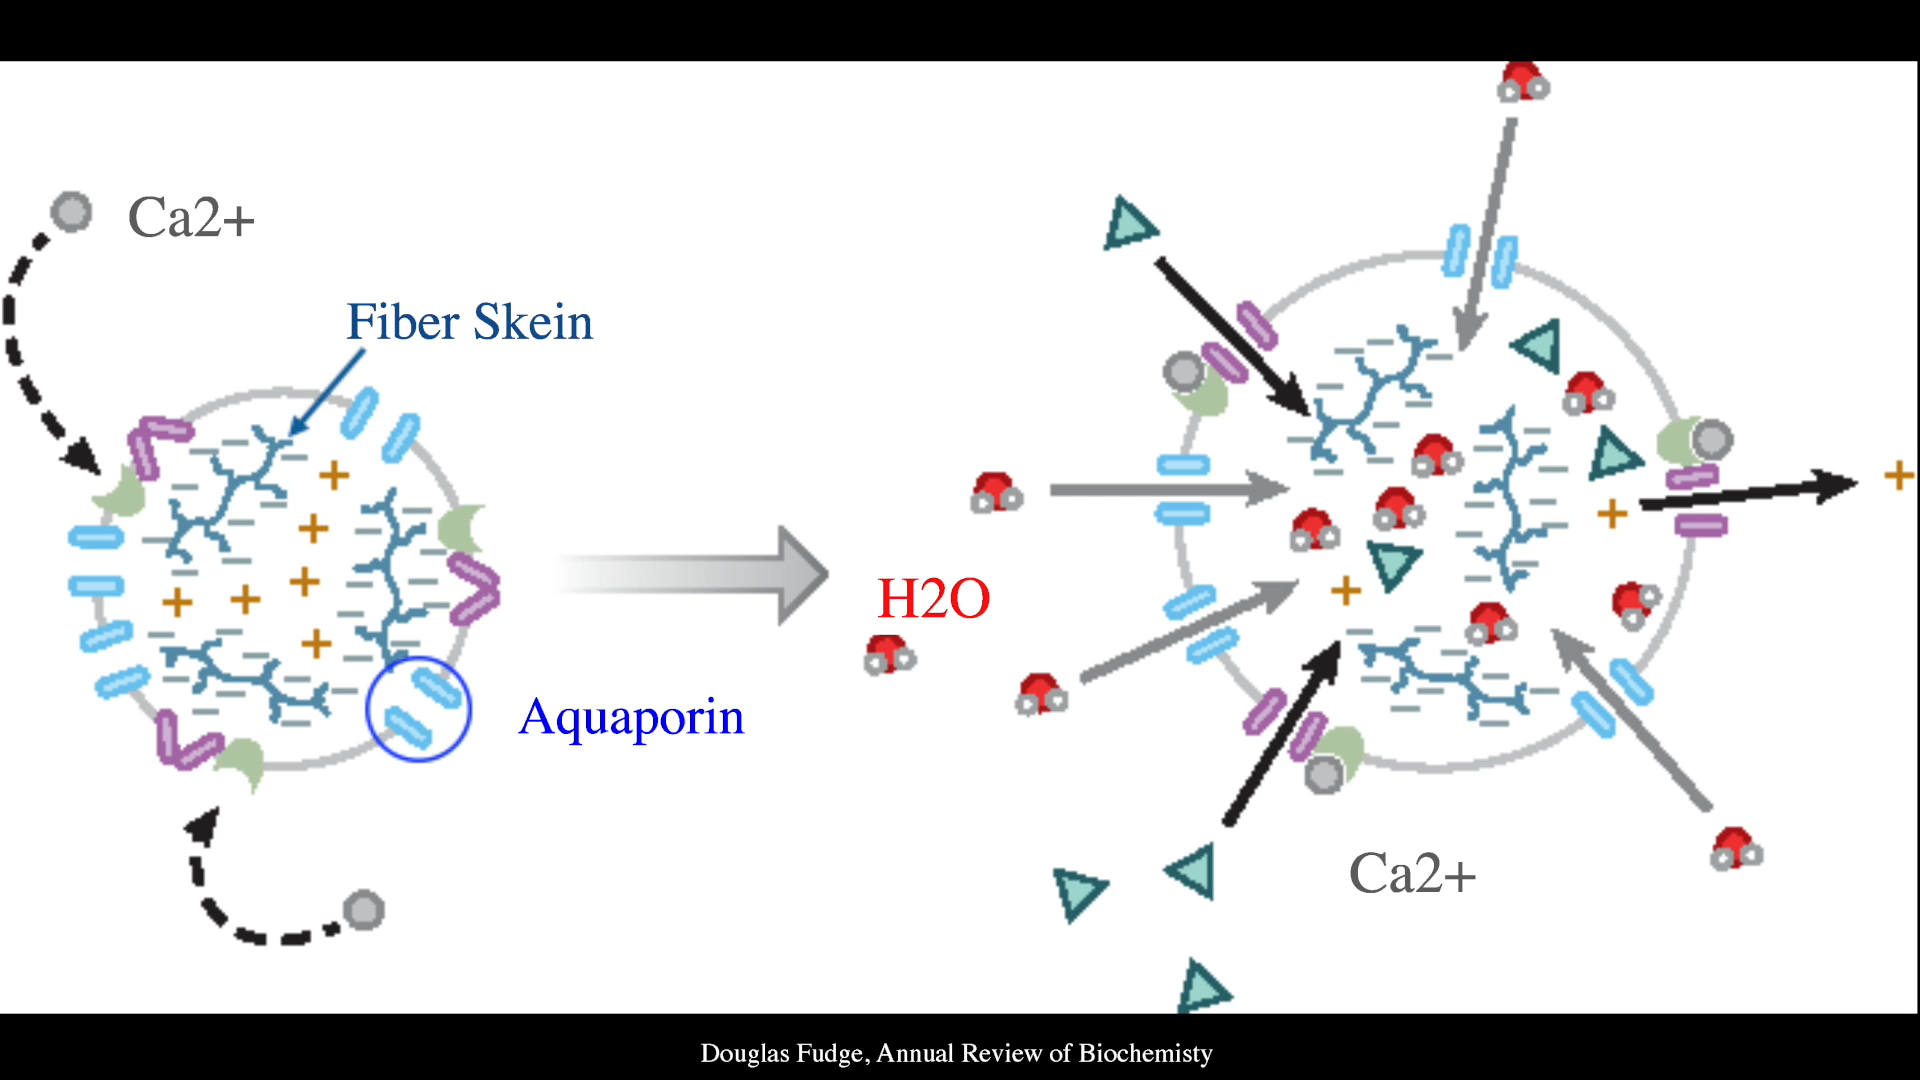 Ca2+
Fiber Skein
Aquaporin
H2O
Ca2+
Douglas Fudge, Annual Review of Biochemisty